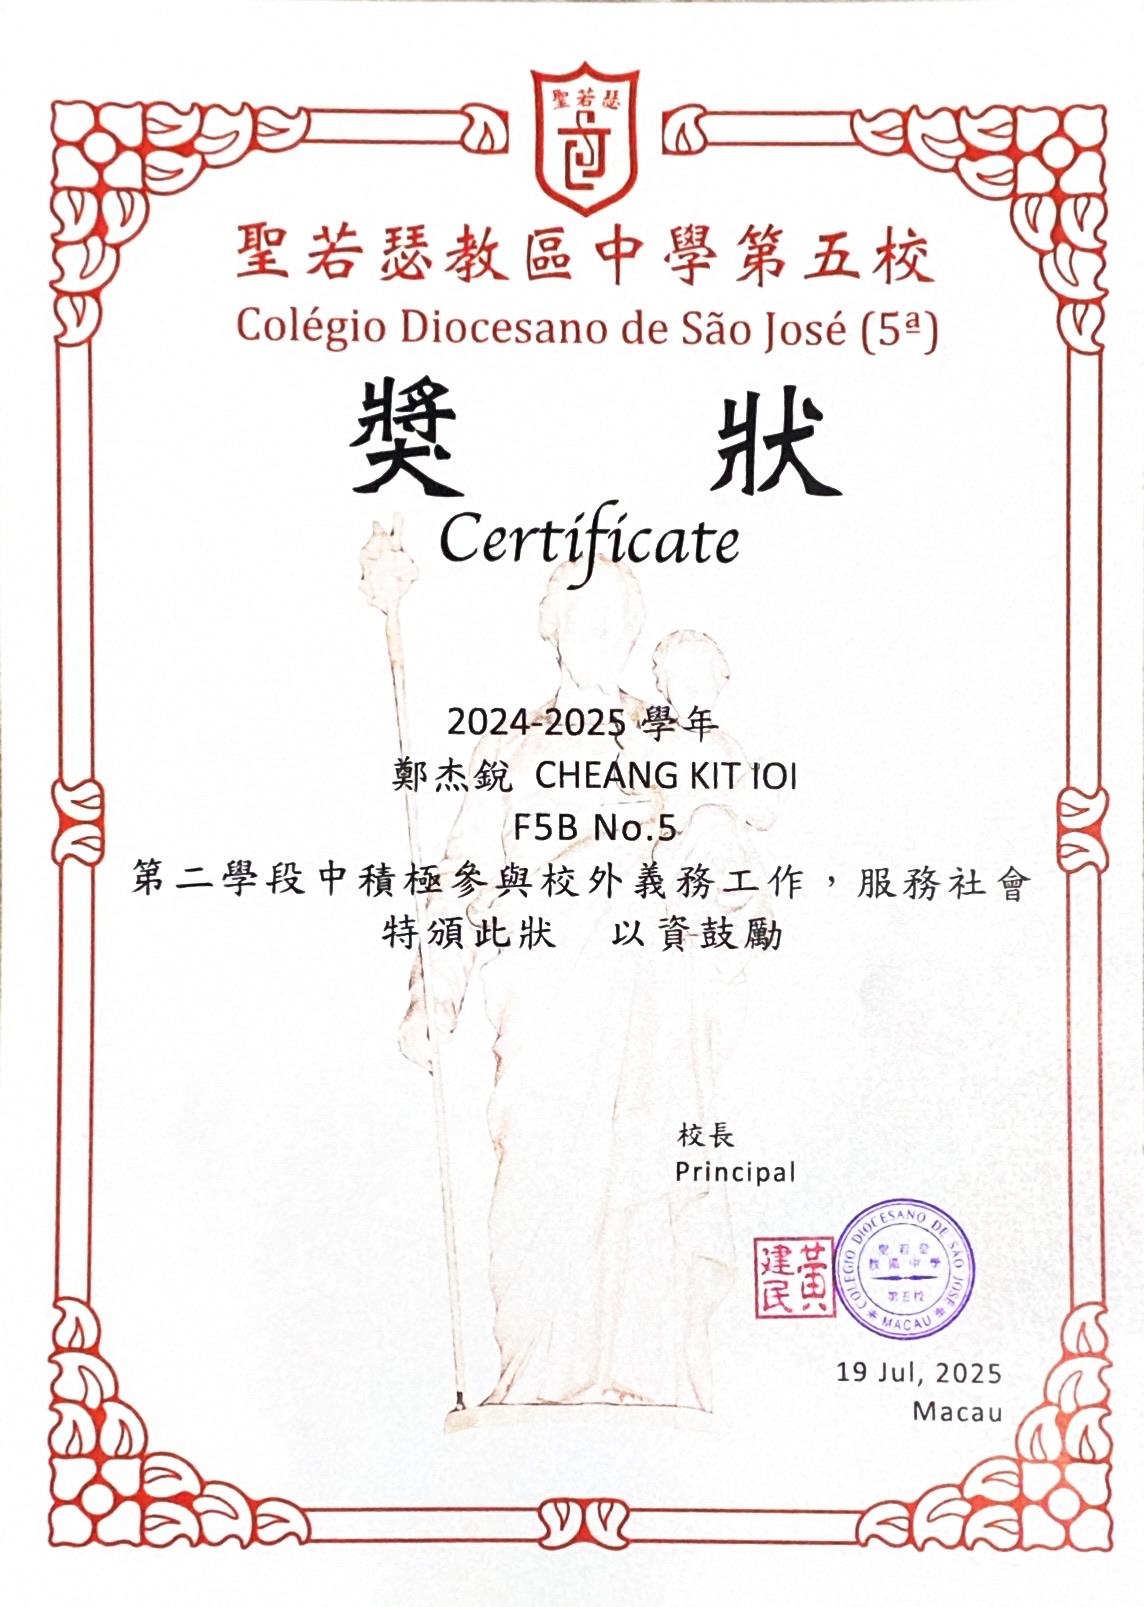 聖若瑟
聖若瑟教區中學第五校
Colégio Diocesano de São José (5ª)
獎 狀
Certificate
2024-2025 學年
鄭杰銳 CHEANG KIT IOI
F5B No.5
第二學段中積極參與校外義務工作，服務社會
特頒此狀 以資鼓勵
校長
Principal
黃建民
COLÉGIO DIOCESANO DE SÃO JOSÉ
聖若瑟
教區中學
第五校
* MACAU *
19 Jul, 2025
Macau